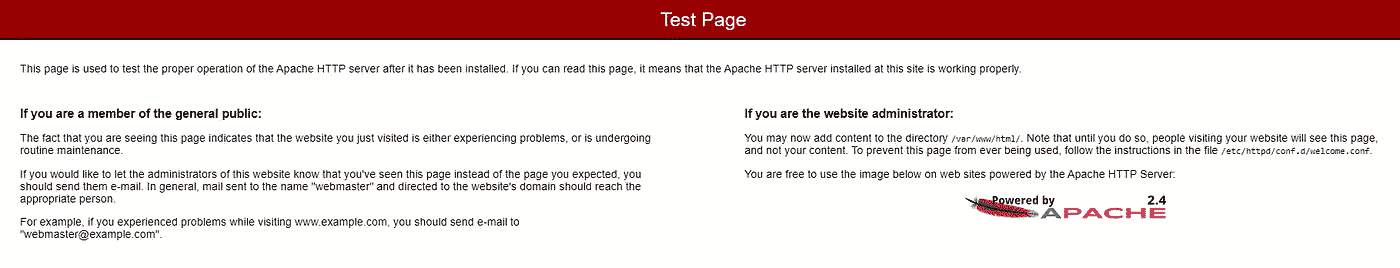 Test Page
This page is used to test the proper operation of the Apache HTTP server after it has been installed. If you can read this page, it means that the Apache HTTP server installed at this site is working properly.
If you are a member of the general public:
The fact that you are seeing this page indicates that the website you just visited is either experiencing problems, or is undergoing
routine maintenance.
If you would like to let the administrators of this website know that you've seen this page instead of the page you expected, you
should send them e-mail. In general, mail sent to the name "webmaster" and directed to the website's domain should reach the
appropriate person.
For example, if you experienced problems while visiting www.example.com, you should send e-mail to
"webmaster@example.com".
If you are the website administrator:
You may now add content to the directory /var/www/html/. Note that until you do so, people visiting your website will see this page,
and not your content. To prevent this page from ever being used, follow the instructions in the file /etc/httpd/conf.d/welcome.conf.
You are free to use the image below on web sites powered by the Apache HTTP Server:
Powered by 2.4
APACHE